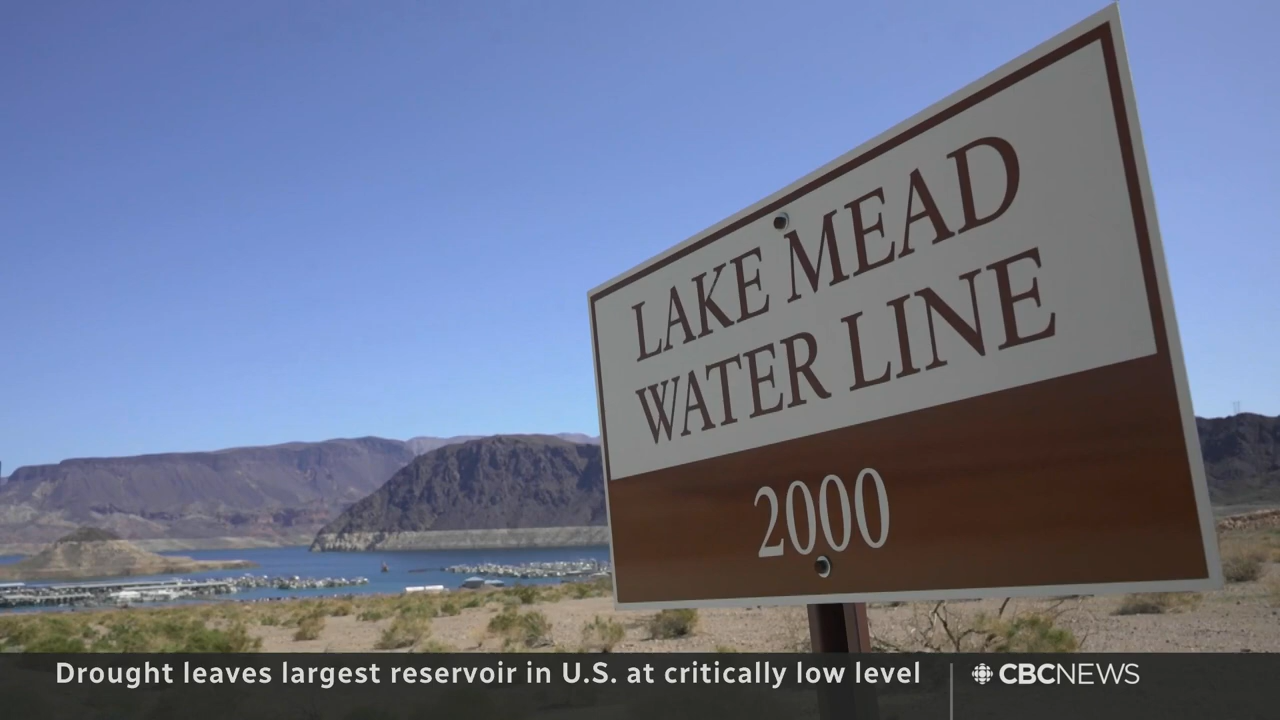 LAKE MEAD
WATER LINE
2000
Drought leaves largest reservoir in U.S. at critically low level
CBCNEWS